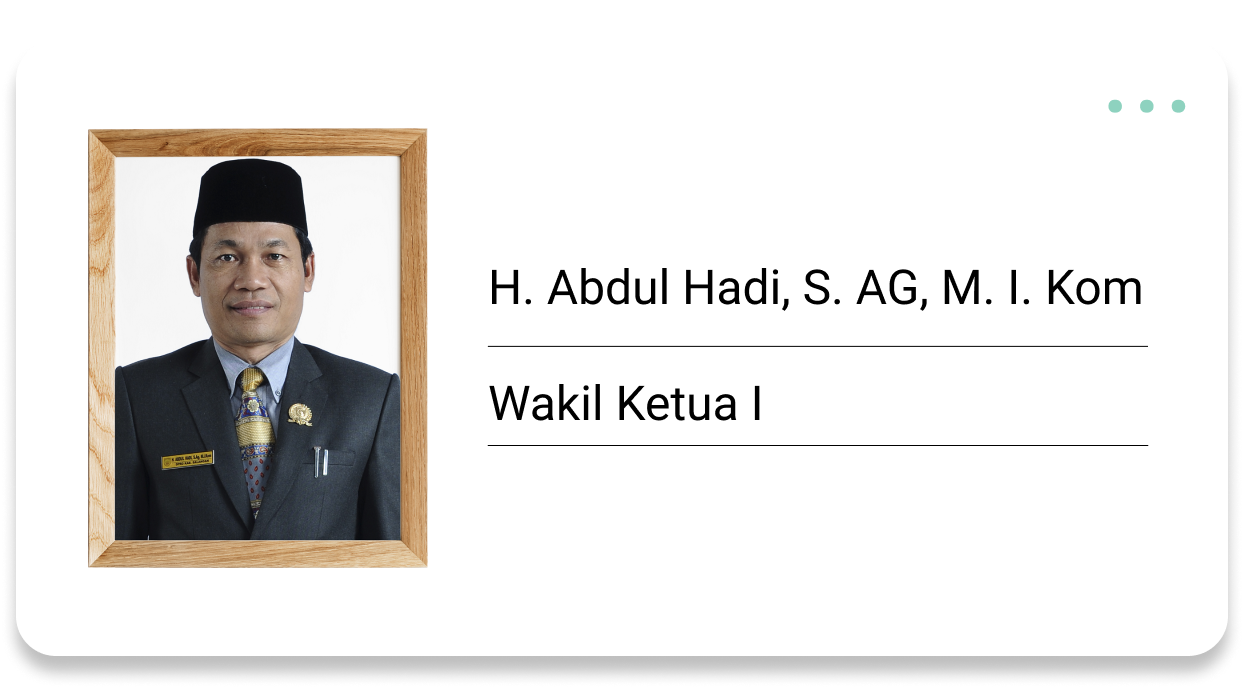 H. Abdul Hadi, S. AG, M. I. Kom
Wakil Ketua I